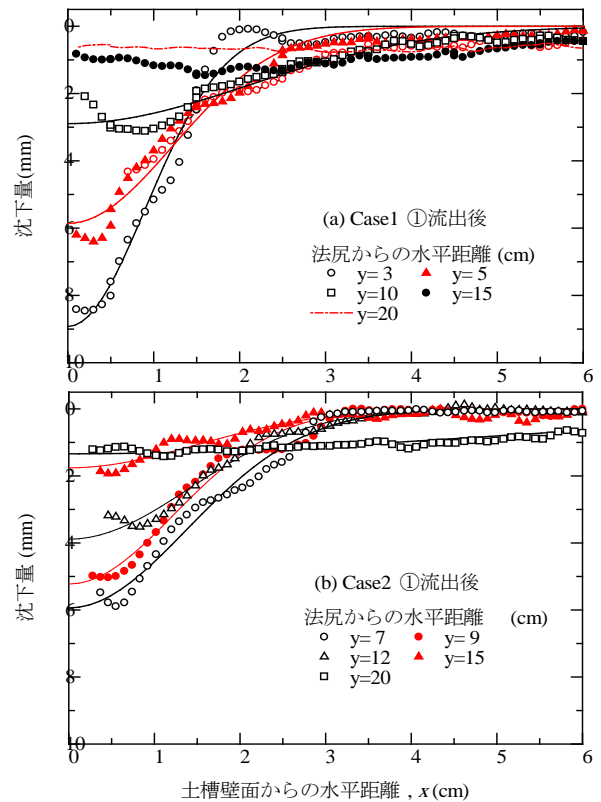 0
2
4
6
8
10
沈下量 (mm)
(a) Case1 ①流出後
法尻からの水平距離 (cm)
y= 3 y= 5
y=10 y=15
y=20
0 1 2 3 4 5 6
0
2
4
6
8
10
沈下量 (mm)
(b) Case2 ①流出後
法尻からの水平距離 (cm)
y= 7 y= 9
y=12 y=15
y=20
0 1 2 3 4 5 6
土槽壁面からの水平距離 , x (cm)